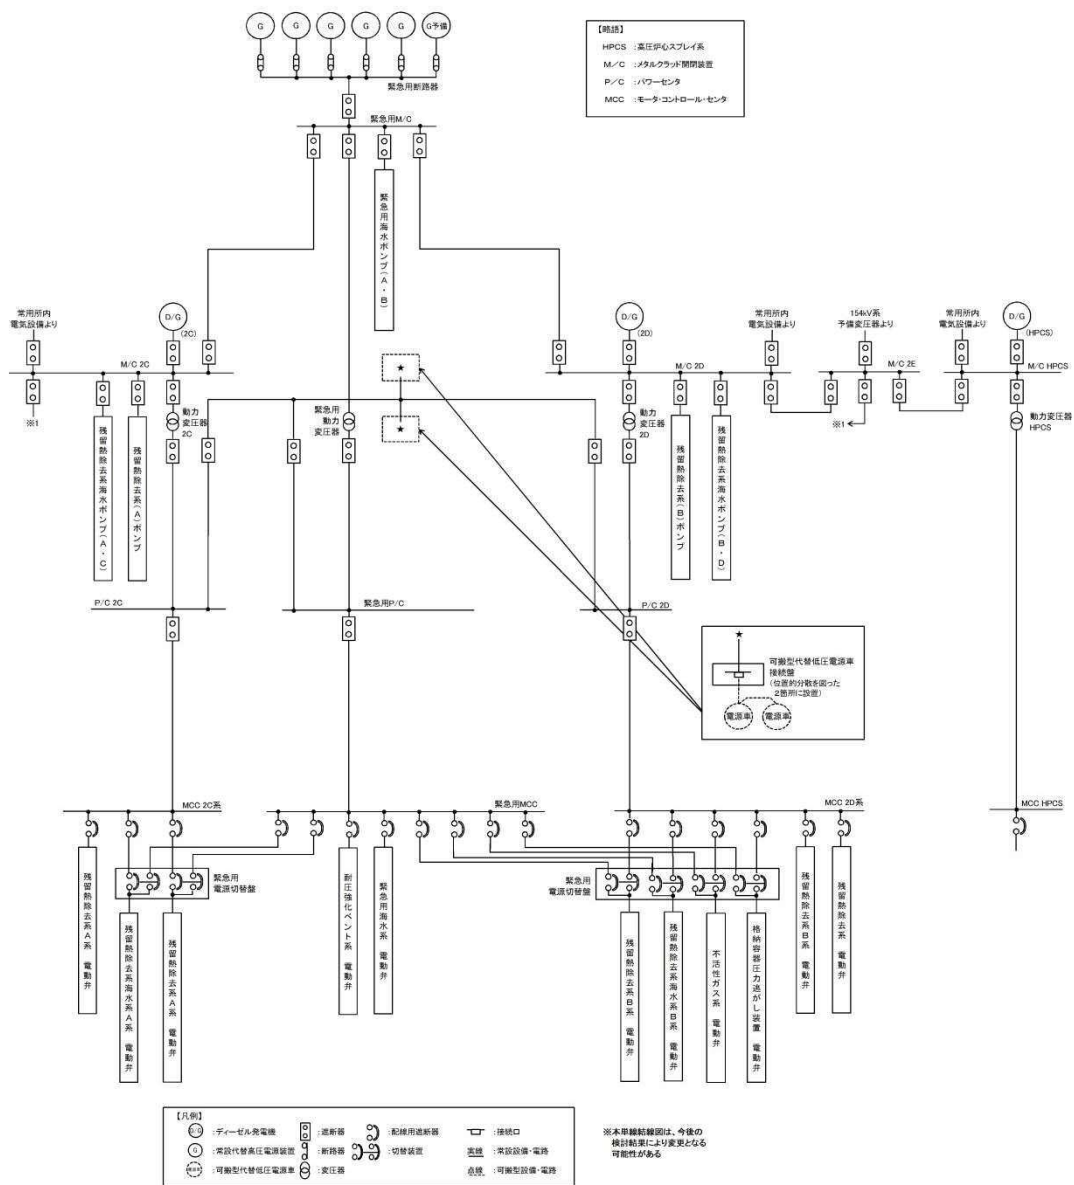 G
G
G
G
G
G予備
緊急用断路器
緊急用M/C
【略語】
HPCS ：高圧炉心スプレイ系
M/C ：メタルクラッド開閉装置
P/C ：パワーセンタ
MCC ：モータ・コントロール・センタ
緊急用海水ポンプ(A・B)
常用所内
電気設備より
D/G
(2C)
M/C 2C
※1
動力
変圧器
2C
残留熱除去系海水ポンプ(A・C)
残留熱除去系(A)ポンプ
★
★
緊急用
動力
変圧器
D/G
(2D)
M/C 2D
動力
変圧器
2D
残留熱除去系(B)ポンプ
残留熱除去系海水ポンプ(B・D)
常用所内
電気設備より
154kV系
予備変圧器より
M/C 2E
※1
常用所内
電気設備より
D/G
(HPCS)
M/C HPCS
動力変圧器
HPCS
P/C 2C
緊急用P/C
P/C 2D
★
可搬型代替低圧電源車
接続盤
(位置的分散を図った
2箇所に設置)
電源車
電源車
MCC 2C系
緊急用MCC
MCC 2D系
MCC HPCS
緊急用
電源切替盤
緊急用
電源切替盤
残留熱除去系A系 電動弁
残留熱除去系海水系A系 電動弁
残留熱除去系A系 電動弁
耐圧強化ベント系 電動弁
緊急用海水系 電動弁
残留熱除去系B系 電動弁
残留熱除去系海水系B系 電動弁
不活性ガス系 電動弁
格納容器圧力逃がし装置 電動弁
残留熱除去系B系 電動弁
残留熱除去系 電動弁
【凡例】
D/G ：ディーゼル発電機
：遮断器
：配線用遮断器
：接続口
G ：常設代替高圧電源装置
：断路器
：切替装置
実線 ：常設設備・電路
電源車 ：可搬型代替低圧電源車
：変圧器
点線 ：可搬型設備・電路
※本単線結線図は、今後の
検討結果により変更となる
可能性がある